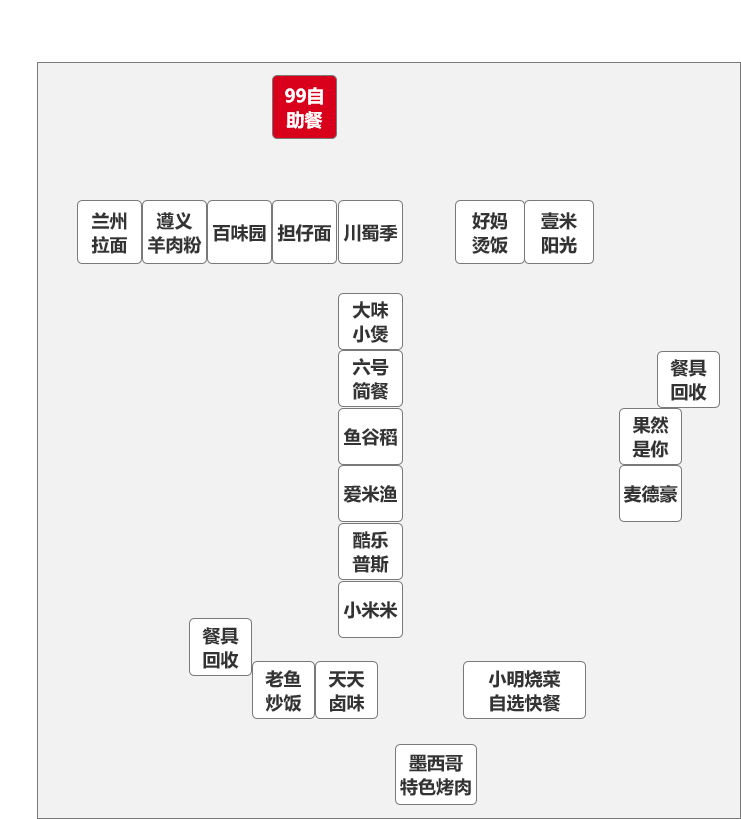 99自
助餐
兰州
拉面
遵义
羊肉粉
百味园
担仔面
川蜀季
好妈
烫饭
壹米
阳光
大味
小煲
六号
简餐
餐具
回收
鱼谷稻
果然
是你
爱米渔
麦德豪
酷乐
普斯
小米米
餐具
回收
老鱼
炒饭
天天
卤味
小明烧菜
自选快餐
墨西哥
特色烤肉